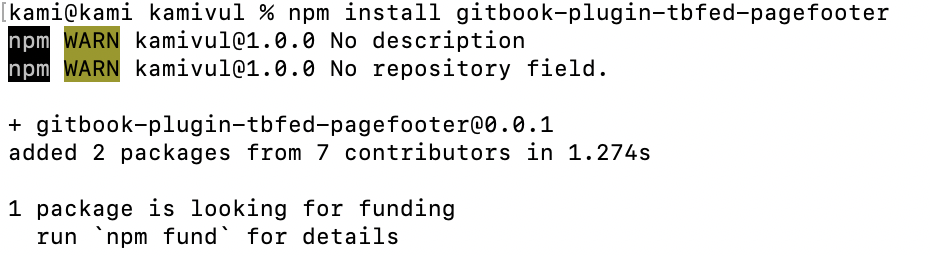 [kami@kami kamivul % npm install gitbook-plugin-tbfed-pagefooter
npm WARN kamivul@1.0.0 No description
npm WARN kamivul@1.0.0 No repository field.

+ gitbook-plugin-tbfed-pagefooter@0.0.1
added 2 packages from 7 contributors in 1.274s

1 package is looking for funding
  run `npm fund` for details